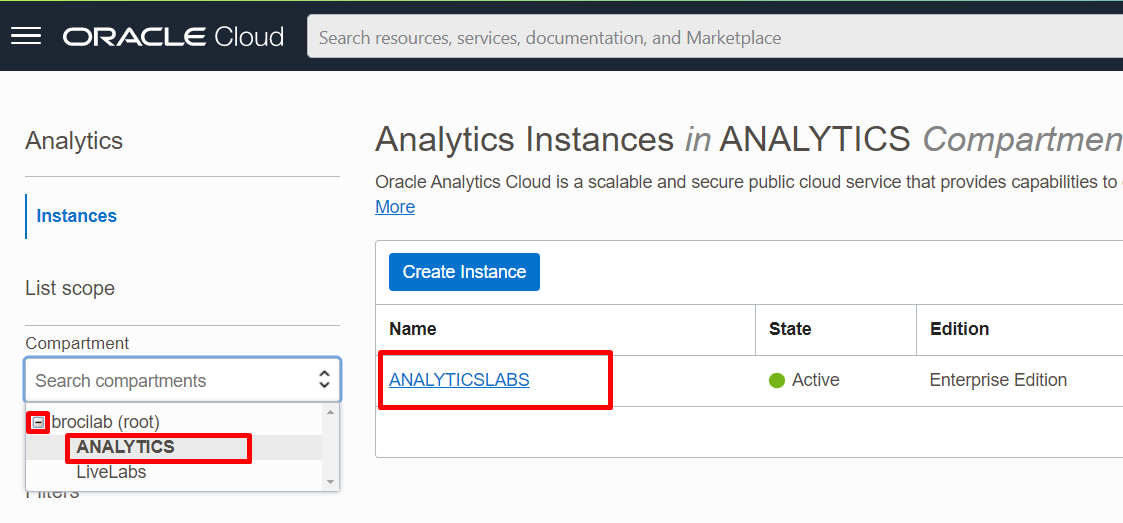 ORACLE Cloud
Search resources, services, documentation, and Marketplace
Analytics
Instances
List scope
Compartment
Search compartments
brocilab (root)
ANALYTICS
LiveLabs
Filters
Analytics Instances in ANALYTICS Compartmen
Oracle Analytics Cloud is a scalable and secure public cloud service that provides capabilities to
More
Create Instance
Name State Edition
ANALYTICSLABS Active Enterprise Edition